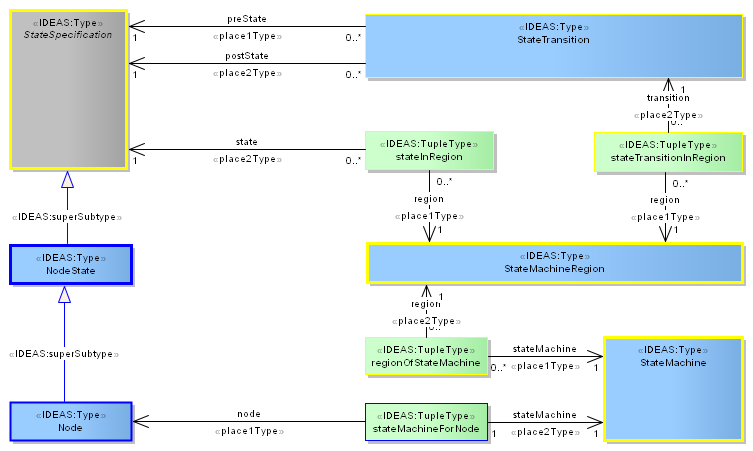 «IDEAS:Type»
StateSpecification
preState
«place1Type»
1
0..*
«IDEAS:Type»
StateTransition
postState
«place2Type»
1
0..*
1
transition
«place2Type»
0..*
state
«place2Type»
1
0..*
«IDEAS:TupleType»
stateInRegion
«IDEAS:TupleType»
stateTransitionInRegion
0..*
region
«place1Type»
1
0..*
region
«place1Type»
1
«IDEAS:superSubtype»
«IDEAS:Type»
NodeState
«IDEAS:Type»
StateMachineRegion
1
region
«place2Type»
«IDEAS:superSubtype»
«IDEAS:TupleType»
regionOfStateMachine
stateMachine
«place1Type»
0..*
1
«IDEAS:Type»
StateMachine
«IDEAS:Type»
Node
node
«place1Type»
«IDEAS:TupleType»
stateMachineForNode
stateMachine
«place2Type»
1
1